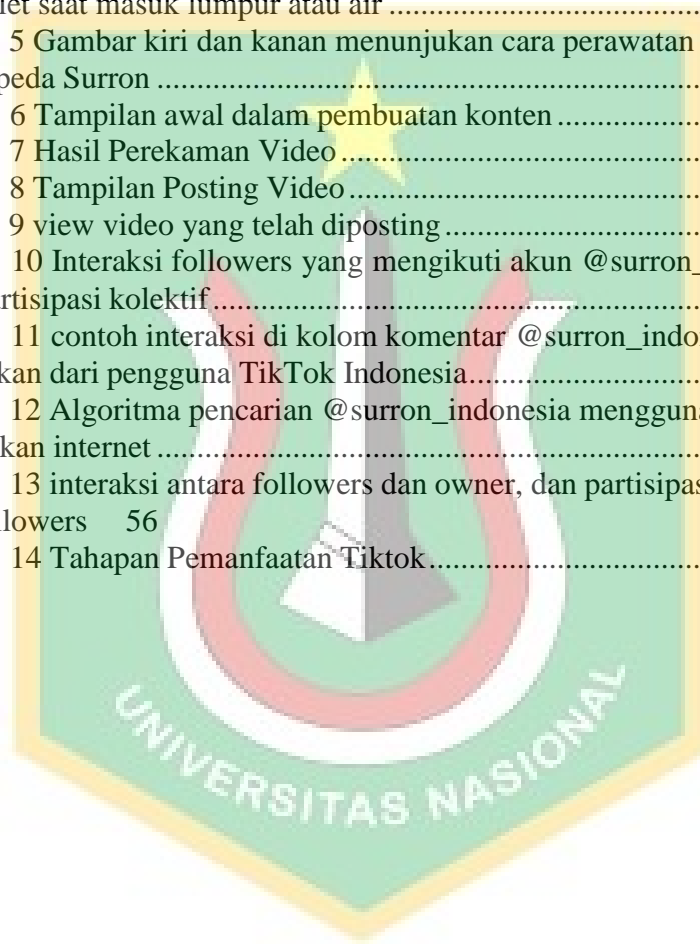 let saat masuk lumpur atau air ....................................
5 Gambar kiri dan kanan menunjukan cara perawatan
peda Surron ....................................
6 Tampilan awal dalam pembuatan konten ....................
7 Hasil Perekaman Video ....................................
8 Tampilan Posting Video ....................................
9 view video yang telah diposting ....................................
10 Interaksi followers yang mengikuti akun @surron_
rtisipasi kolektif ....................................
11 contoh interaksi di kolom komentar @surron_indo
kan dari pengguna TikTok Indonesia....................................
12 Algoritma pencarian @surron_indonesia mengguna
kan internet ....................................
13 interaksi antara followers dan owner, dan partisipas
llowers 56
14 Tahapan Pemanfaatan Tiktok....................................
UNIVERSITAS NASIONAL